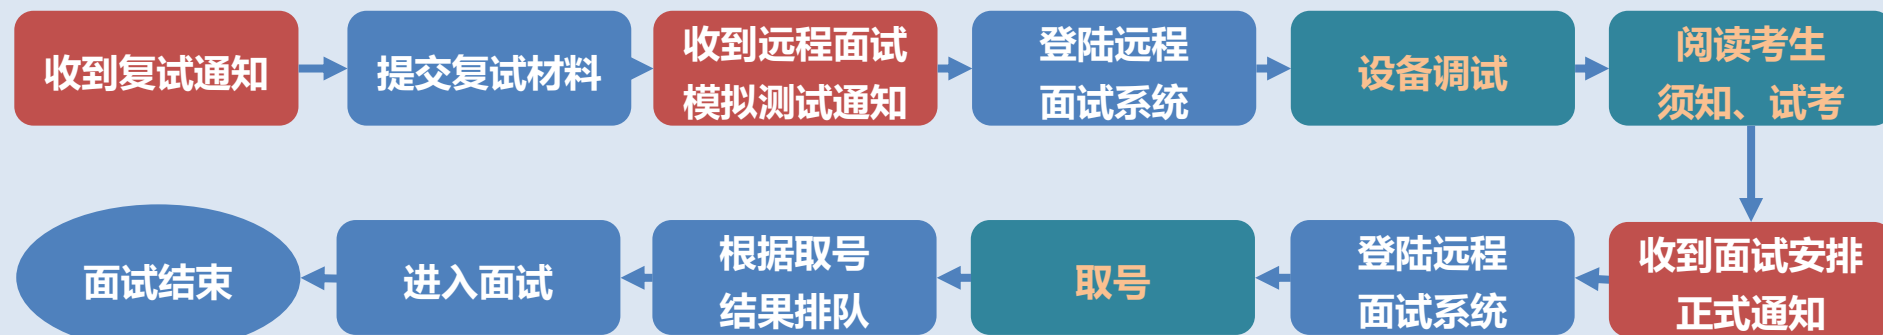 收到复试通知
提交复试材料
收到远程面试
模拟测试通知
登陆远程
面试系统
设备调试
阅读考生
须知、试考
收到面试安排
正式通知
登陆远程
面试系统
取号
根据取号
结果排队
进入面试
面试结束